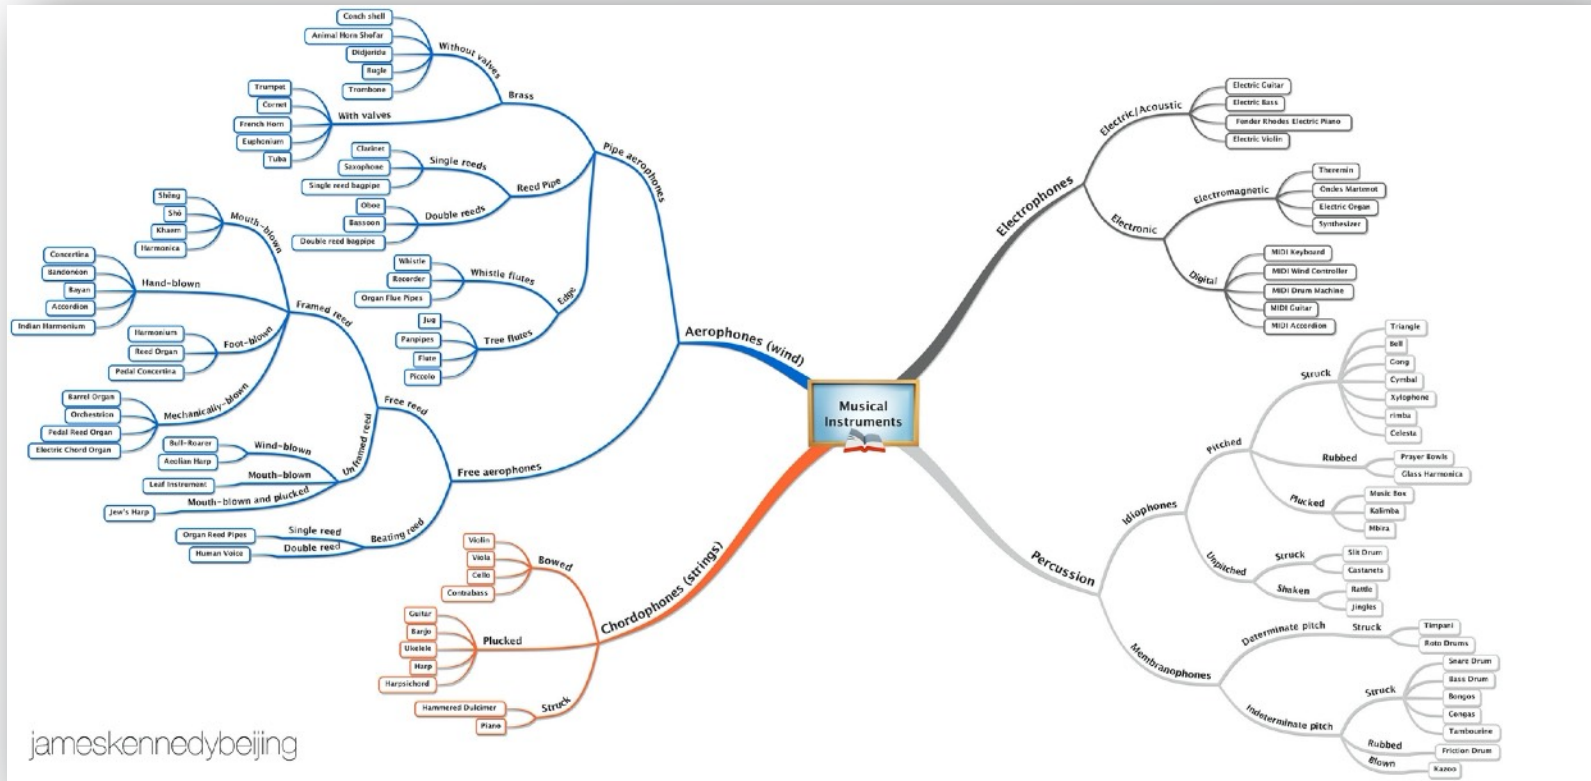 Musical
Instruments
Aerophones (wind)
Pipe aerophones
Brass
Without valves
Conch shell
Animal Horn Shofar
Didjerido
Bugle
Trombone
With valves
Trumpet
Cornet
French Horn
Euphonium
Tuba
Reed Pipe
Single reeds
Clarinet
Saxophone
Single reed bagpipe
Double reeds
Oboe
Bassoon
Double reed bagpipe
Edge
Whistle flutes
Whistle
Recorder
Organ Flue Pipes
Tree flutes
Jug
Panpipes
Flute
Piccolo
Free aerophones
Free reed
Framed reed
Mouth-blown
Shêng
Shô
Khaem
Harmonica
Hand-blown
Concertina
Bandonéon
Bayan
Accordion
Indian Harmonium
Foot-blown
Harmonium
Reed Organ
Pedal Concertina
Mechanically-blown
Barrel Organ
Orchestrion
Pedal Reed Organ
Electric Chord Organ
Unframed reed
Wind-blown
Bull-Roarer
Aeolian Harp
Mouth-blown
Leaf Instrument
Mouth-blown and plucked
Jew's Harp
Beating reed
Single reed
Organ Reed Pipes
Double reed
Human Voice
Chordophones (strings)
Bowed
Violin
Viola
Cello
Contrabass
Plucked
Guitar
Banjo
Ukelele
Harp
Harpsichord
Struck
Hammered Dulcimer
Piano
Electrophones
Electric/Acoustic
Electric Guitar
Electric Bass
Fender Rhodes Electric Piano
Electric Violin
Electronic
Electromagnetic
Theremin
Ondes Martenot
Electric Organ
Synthesizer
Digital
MIDI Keyboard
MIDI Wind Controller
MIDI Drum Machine
MIDI Guitar
MIDI Accordion
Percussion
Idiophones
Pitched
Struck
Triangle
Bell
Gong
Cymbal
Xylophone
rimba
Celesta
Rubbed
Prayer Bowls
Glass Harmonica
Plucked
Music Box
Kalimba
Mbira
Unpitched
Struck
Slit Drum
Castanets
Shaken
Rattle
Jingles
Membranophones
Determinate pitch
Struck
Timpani
Roto Drums
Indeterminate pitch
Struck
Snare Drum
Bass Drum
Bongos
Congas
Tambourine
Rubbed
Friction Drum
Blown
Kazoo
jameskennedybeijing